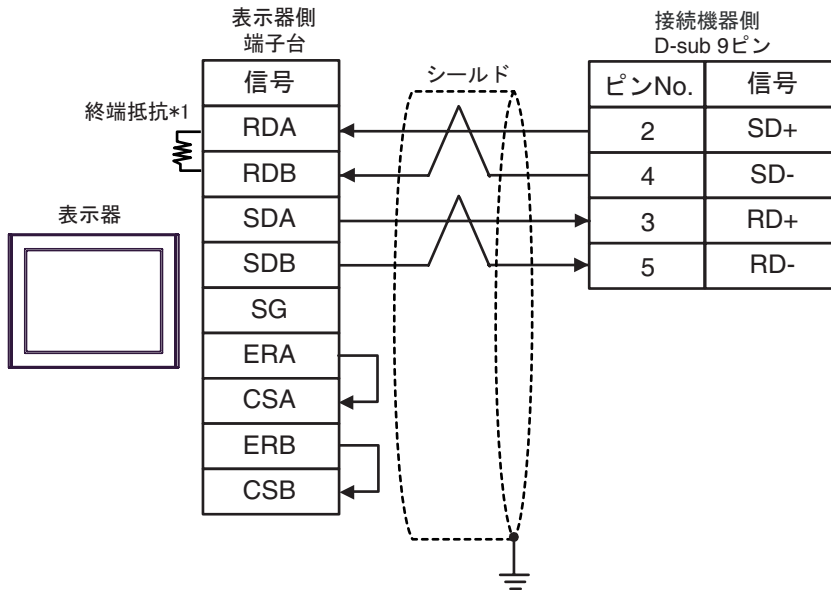 表示器側
端子台
接続機器側
D-sub 9ピン
シールド
終端抵抗*1
表示器
信号
RDA
RDB
SDA
SDB
SG
ERA
CSA
ERB
CSB
ピンNo. 信号
2 SD+
4 SD-
3 RD+
5 RD-